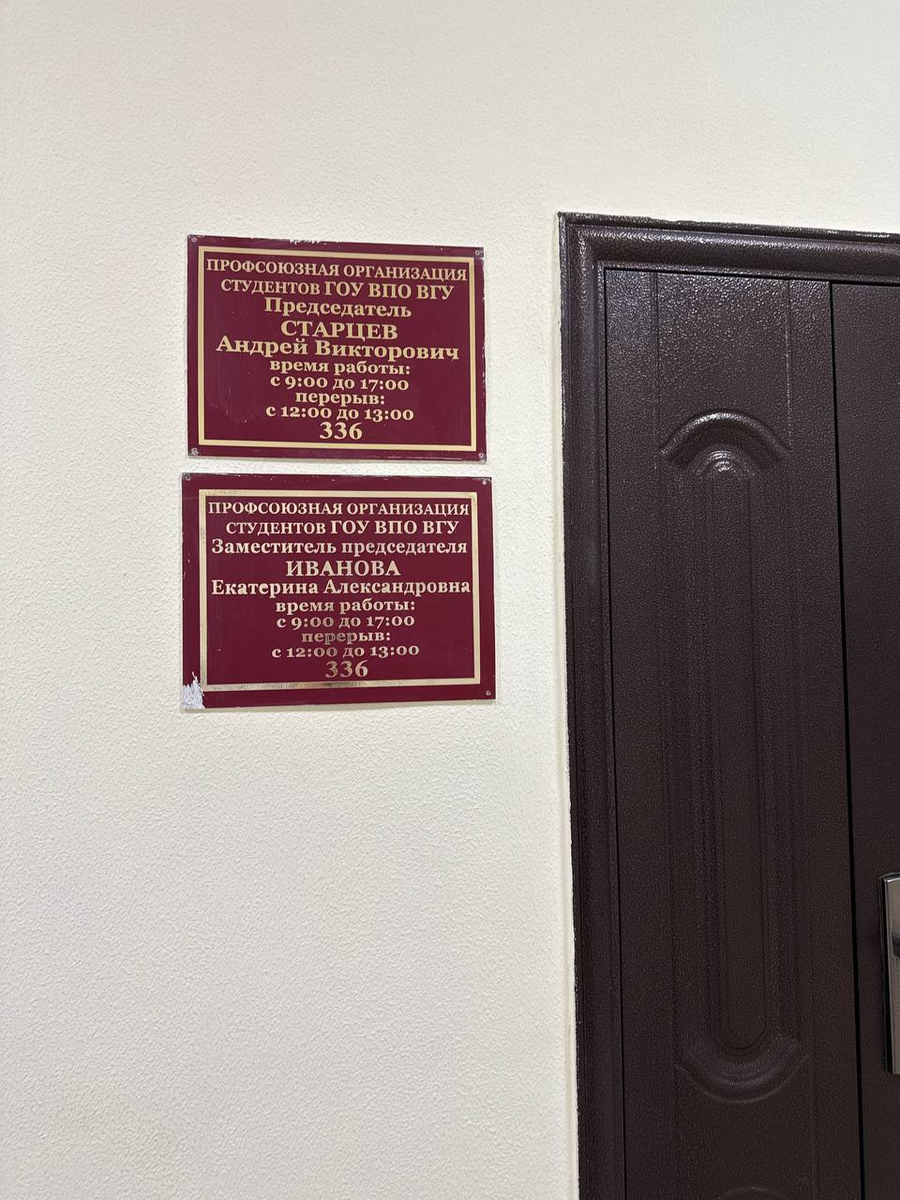 ПРОФСОЮЗНАЯ ОРГАНИЗАЦИЯ
СТУДЕНТОВ ГОУ ВПО ВГУ
Председатель
СТАРЦЕВ
Андрей Викторович
время работы:
с 9:00 до 17:00
перерыв:
с 12:00 до 13:00
336
ПРОФСОЮЗНАЯ ОРГАНИЗАЦИЯ
СТУДЕНТОВ ГОУ ВПО ВГУ
Заместитель председателя
ИВАНОВА
Екатерина Александровна
время работы:
с 9:00 до 17:00
перерыв:
с 12:00 до 13:00
336